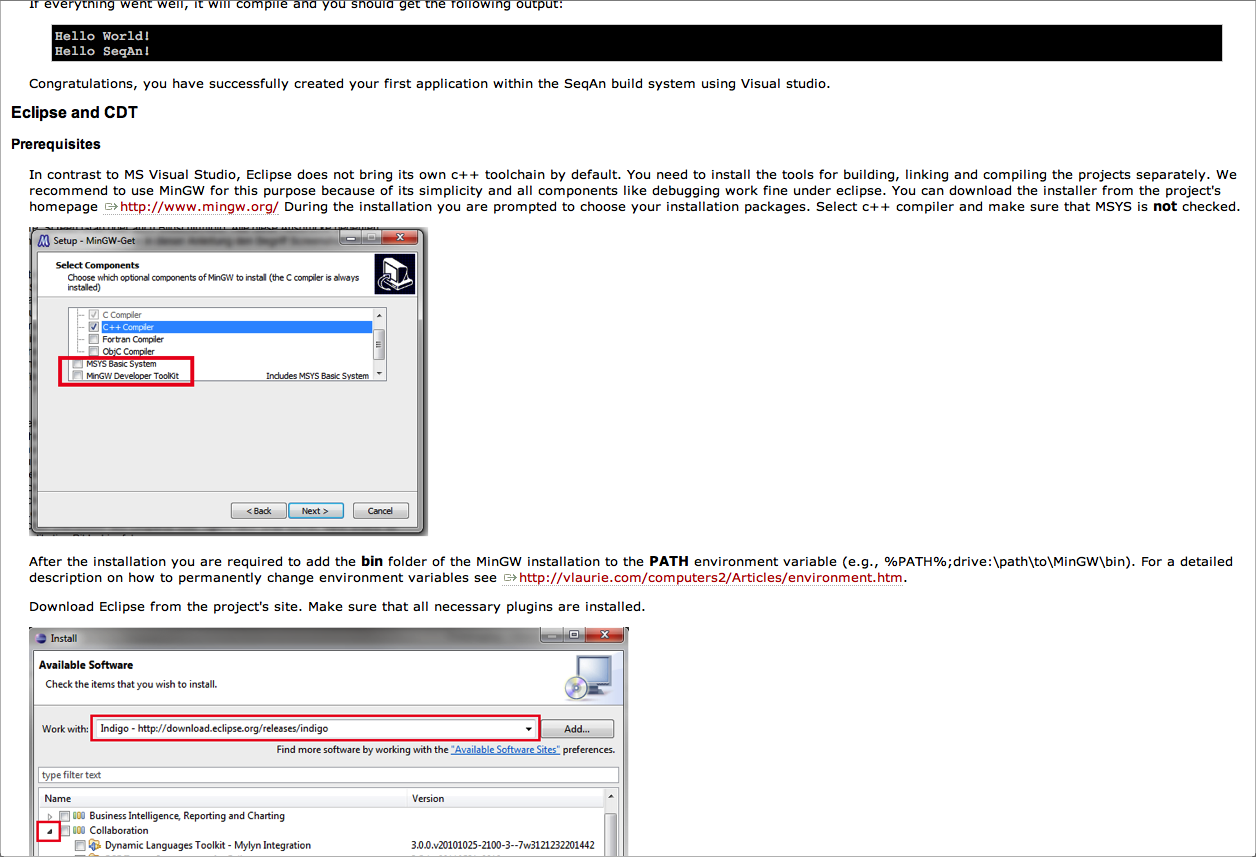 If everything went well, it will compile and you should get the following output:
Hello World!
Hello SeqAn!
Congratulations, you have successfully created your first application within the SeqAn build system using Visual studio.
Eclipse and CDT
Prerequisites
In contrast to MS Visual Studio, Eclipse does not bring its own c++ toolchain by default. You need to install the tools for building, linking and compiling the projects separately. We
recommend to use MinGW for this purpose because of its simplicity and all components like debugging work fine under eclipse. You can download the installer from the project's
homepage http://www.mingw.org/ During the installation you are prompted to choose your installation packages. Select c++ compiler and make sure that MSYS is not checked.
Setup - MinGW-Get
Select Components
Choose which optional components of MinGW to install (the C compiler is always
installed)
C Compiler
C++ Compiler
Fortran Compiler
ObjC Compiler
MSYS Basic System
MinGW Developer ToolKit Includes MSYS Basic System
< Back Next > Cancel
After the installation you are required to add the bin folder of the MinGW installation to the PATH environment variable (e.g., %PATH%;drive:\path\to\MinGW\bin). For a detailed
description on how to permanently change environment variables see http://vlaurie.com/computers2/Articles/environment.htm.
Download Eclipse from the project's site. Make sure that all necessary plugins are installed.
Install
Available Software
Check the items that you wish to install.
Work with: Indigo - http://download.eclipse.org/releases/indigo Add...
Find more software by working with the "Available Software Sites" preferences.
type filter text
Name Version
Business Intelligence, Reporting and Charting
Collaboration
Dynamic Languages Toolkit - Mylyn Integration 3.0.0.v20101025-2100-3--7w3121232201442